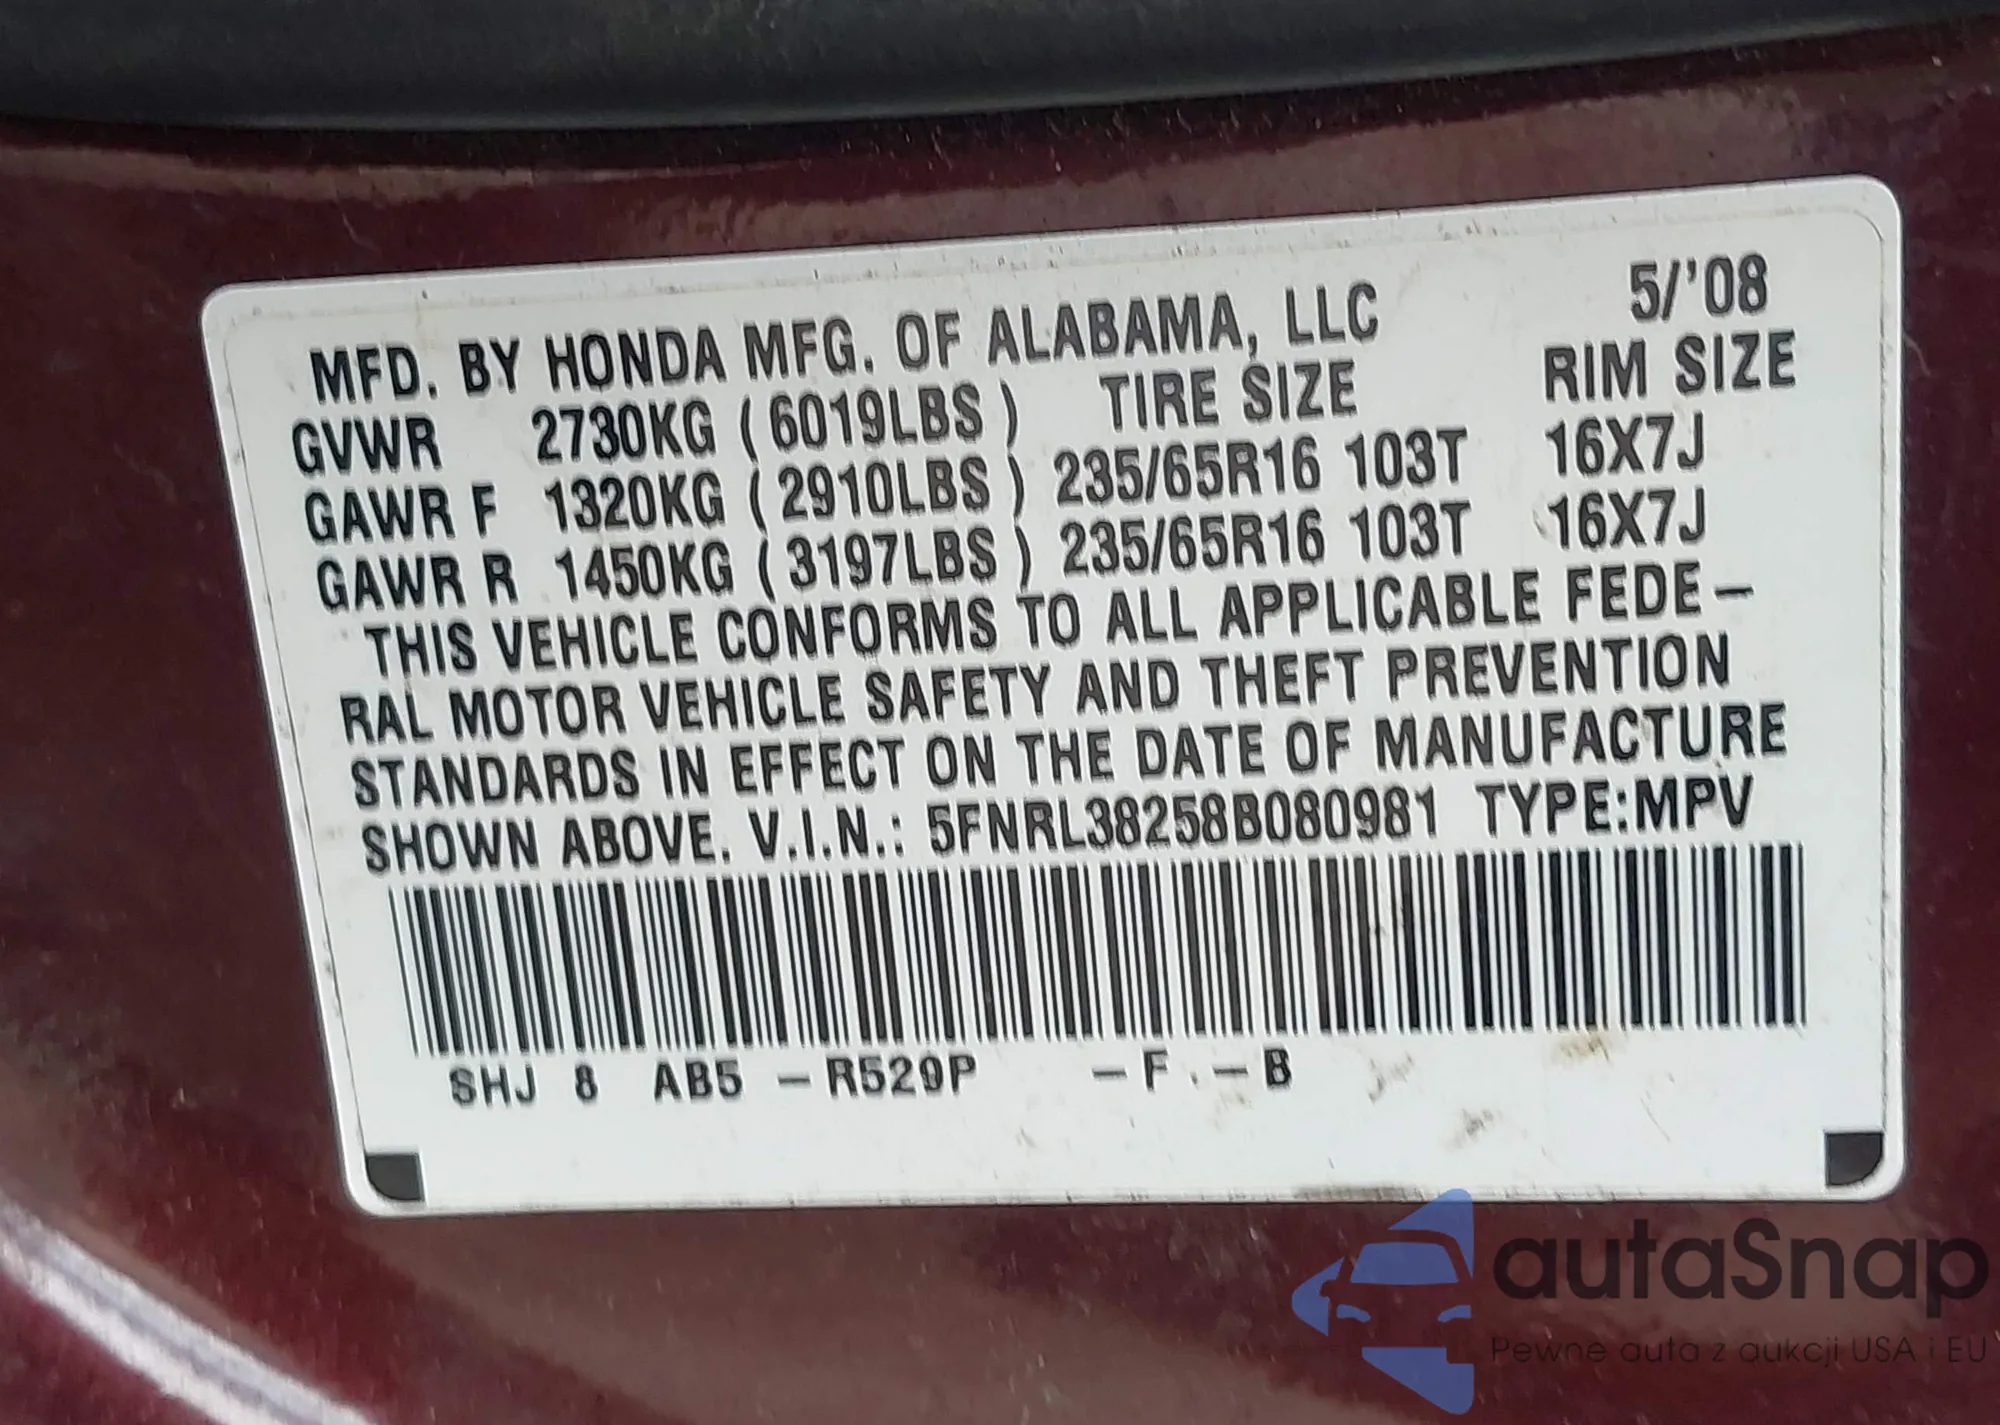 MFD. BY HONDA MFG. OF ALABAMA, LLC 5/'08
GVWR 2730KG (6019LBS) TIRE SIZE RIM SIZE
GAWR F 1320KG (2910LBS) 235/65R16 103T 16X7J
GAWR R 1450KG (3197LBS) 235/65R16 103T 16X7J
THIS VEHICLE CONFORMS TO ALL APPLICABLE FEDE-
RAL MOTOR VEHICLE SAFETY AND THEFT PREVENTION
STANDARDS IN EFFECT ON THE DATE OF MANUFACTURE
SHOWN ABOVE. V.I.N.: 5FNRL38258B080981 TYPE:MPV
SHJ 8 AB5 -R529P -F.-B
autaSnap
Pewne auta z aukcji USA i EU